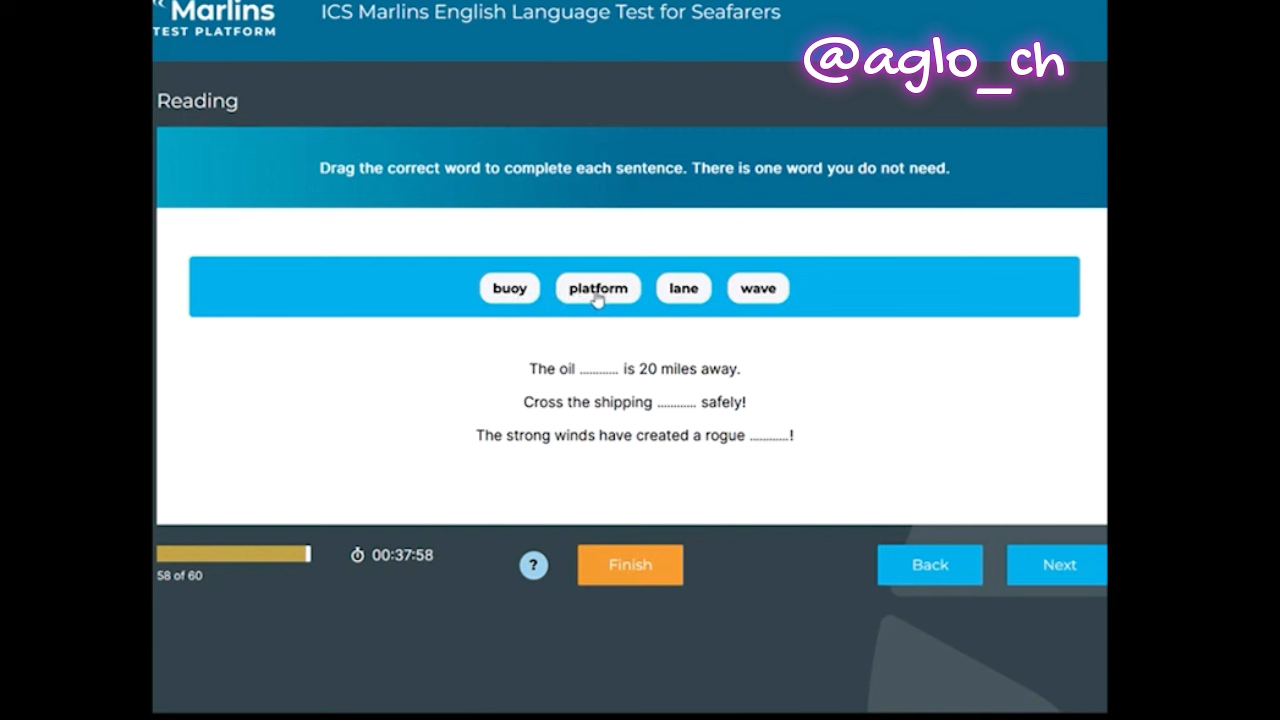 Marlins
TEST PLATFORM
ICS Marlins English Language Test for Seafarers
@aglo_ch
Reading
Drag the correct word to complete each sentence. There is one word you do not need.
buoy platform lane wave
The oil ............ is 20 miles away.
Cross the shipping ............ safely!
The strong winds have created a rogue ............!
00:37:58
58 of 60
?
Finish
Back
Next